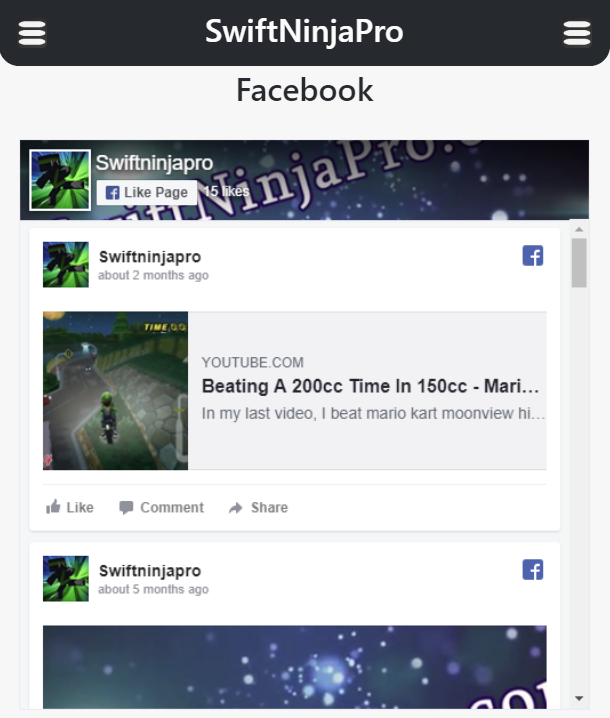 SwiftNinjaPro
Facebook
SwiftNinjaPro.c
Swiftninjapro
Like Page
15 likes
Swiftninjapro
about 2 months ago
TIME
YOUTUBE.COM
Beating A 200cc Time In 150cc - Mari...
In my last video, I beat mario kart moonview hi...
Like Comment Share
Swiftninjapro
about 5 months ago